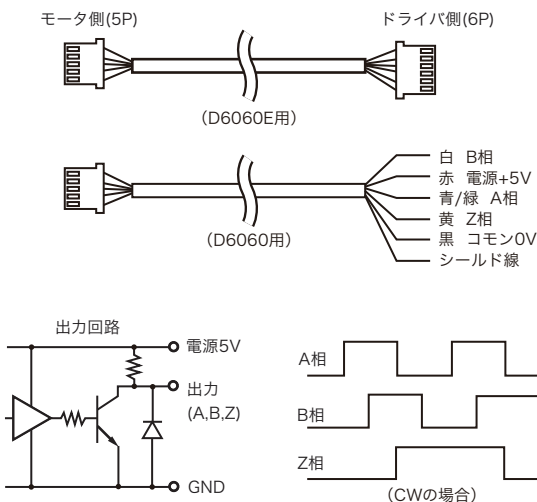 モータ側(5P)
ドライバ側(6P)
(D6060E用)
白 B相
赤 電源+5V
青/緑 A相
黄 Z相
黒 コモン0V
シールド線
(D6060用)
出力回路
電源5V
出力
(A,B,Z)
GND
A相
B相
Z相
(CWの場合)